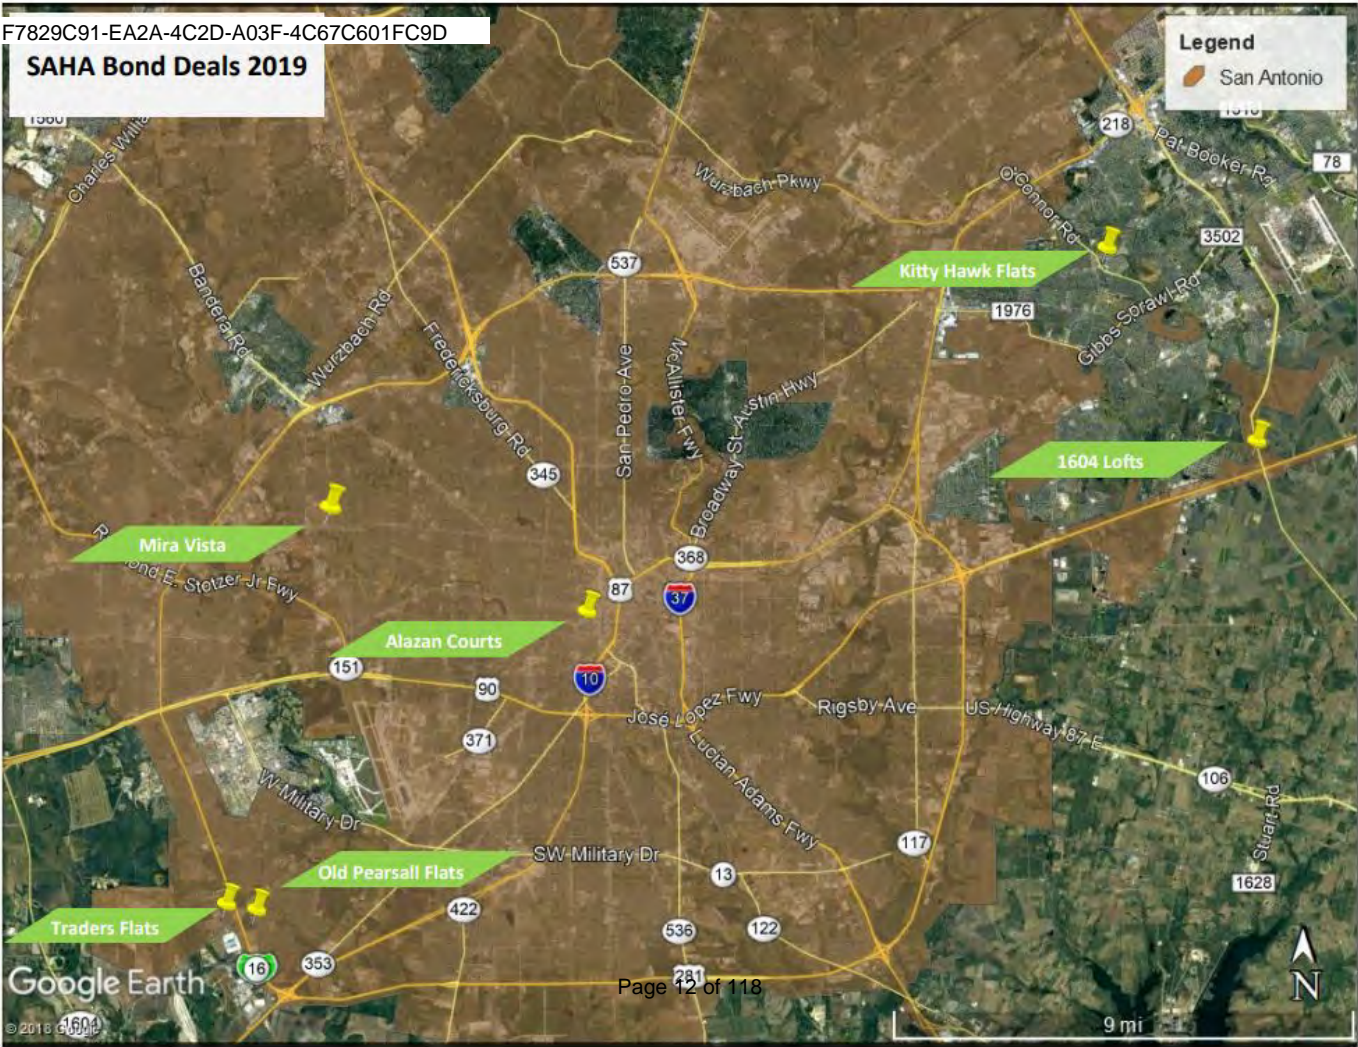 F7829C91-EA2A-4C2D-A03F-4C67C601FC9D
SAHA Bond Deals 2019
Legend
San Antonio
1560
Charles Willia
218
Pat Booker Rd
78
Wurzbach Pkwy
O'Connor Rd
3502
537
Kitty Hawk Flats
Bandera Rd
Wurzbach Rd
1976
Gibbs Sprawl Rd
Fredericksburg Rd
San Pedro Ave
McAllister Fwy
Broadway St
Austin Hwy
345
1604 Lofts
Mira Vista
ond E. Stotzer Jr Fwy
368
87
37
Alazan Courts
151
10
90
José Lopez Fwy
Rigsby Ave
US Highway 87 E
371
Lucian Adams Fwy
106
W Military Dr
Stuart Rd
117
SW Military Dr
Old Pearsall Flats
13
1628
422
Traders Flats
536
122
16
353
281
Google Earth
Page 12 of 118
N
© 2018 Google
1604
9 mi